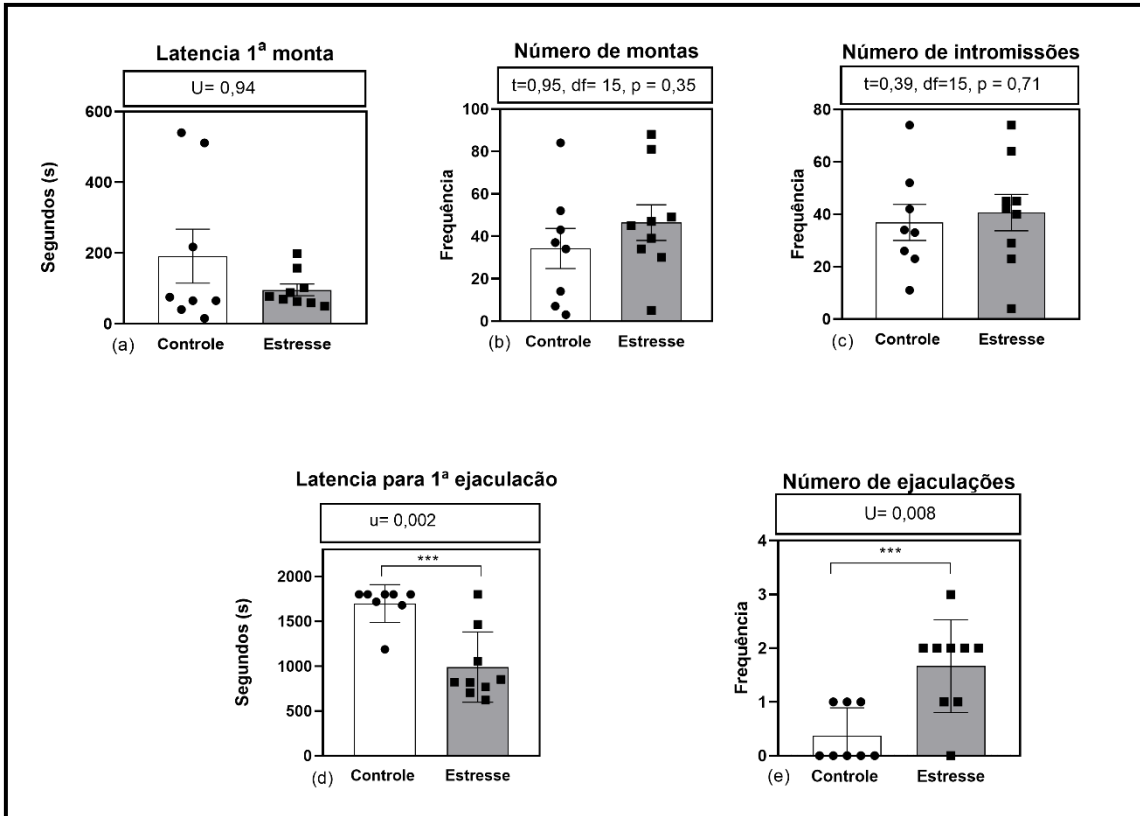 Latencia 1ª monta
U= 0,94
600
400
200
0
Segundos (s)
(a)
Controle
Estresse
Número de montas
t=0,95, df= 15, p = 0,35
100
80
60
40
20
0
Frequência
(b)
Controle
Estresse
Número de intromissões
t=0,39, df=15, p = 0,71
80
60
40
20
0
Frequência
(c)
Controle
Estresse
Latencia para 1ª ejaculacão
u= 0,002
***
2000
1500
1000
500
0
Segundos (s)
(d)
Controle
Estresse
Número de ejaculações
U= 0,008
***
4
3
2
1
0
Frequência
(e)
Controle
Estresse